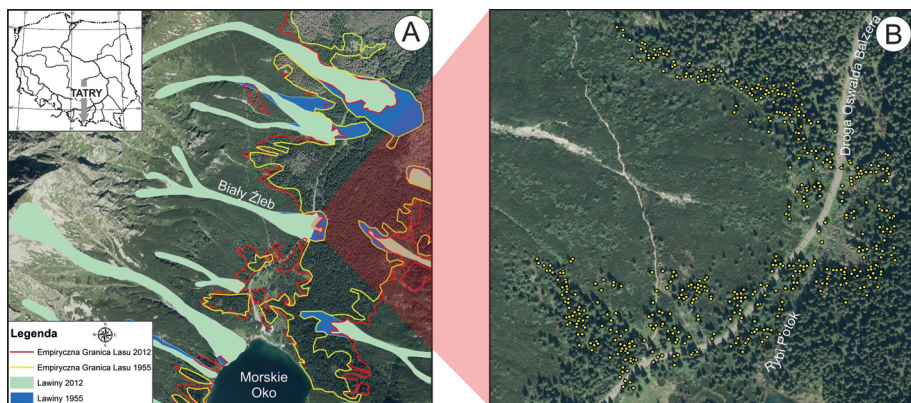 TATRY
A
Biały Żleb
Legenda
Empiryczna Granica Lasu 2012
Empiryczna Granica Lasu 1955
Lawiny 2012
Lawiny 1955
Morskie
Oko
B
Droga Oswalda Balzera
Rybi Potok